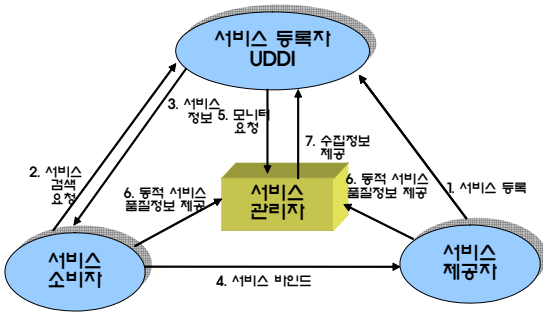 서비스 등록자
UDDI
3. 서비스
정보
5. 모니터
요청
7. 수집정보
제공
2. 서비스
검색
요청
6. 동적 서비스
품질정보 제공
서비스
관리자
6. 동적 서비스
품질정보 제공
1. 서비스 등록
서비스
소비자
4. 서비스 바인드
서비스
제공자